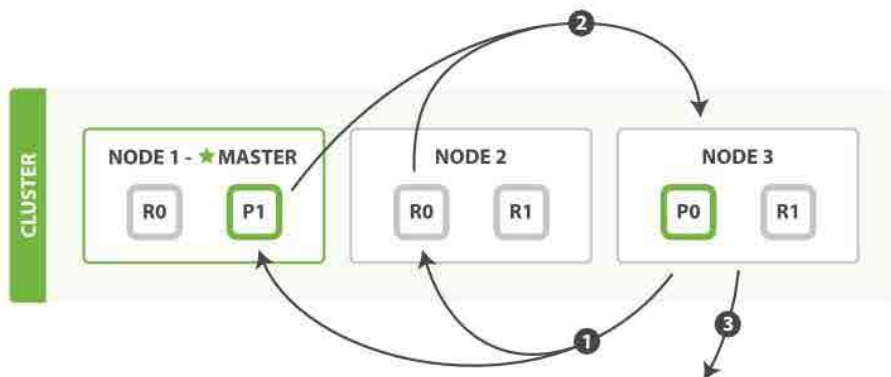 2
CLUSTER
NODE 1 - ★ MASTER
R0
P1
NODE 2
R0
R1
NODE 3
P0
R1
1
3